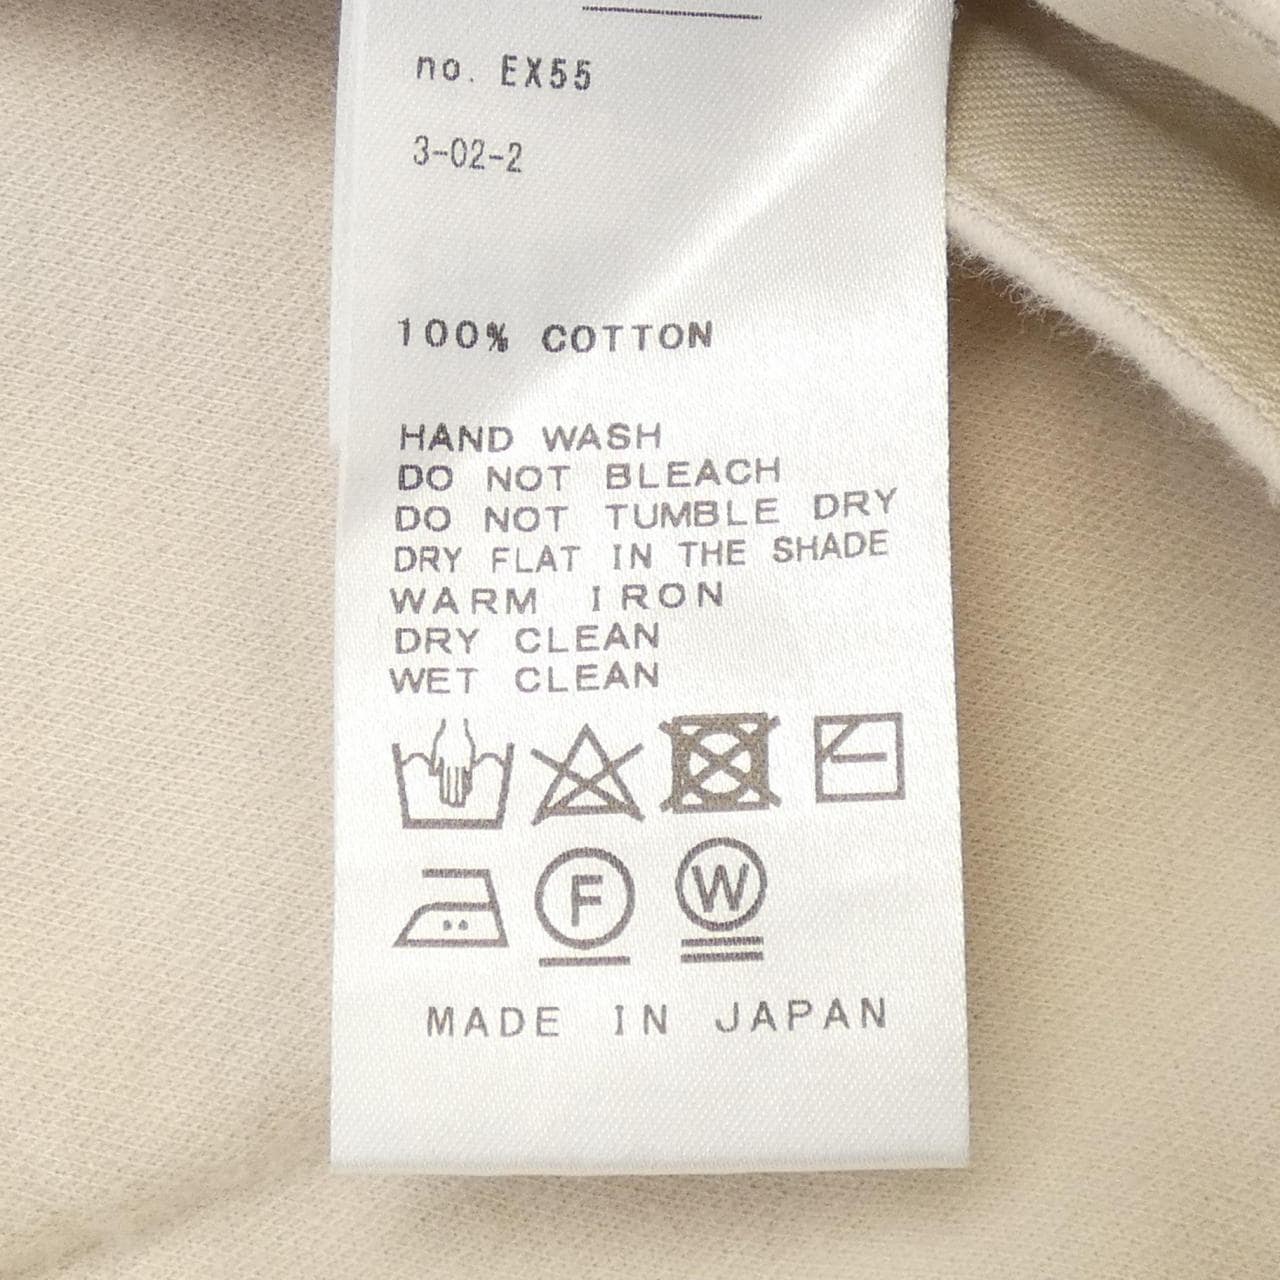 no. EX55
3-02-2
100% COTTON
HAND WASH
DO NOT BLEACH
DO NOT TUMBLE DRY
DRY FLAT IN THE SHADE
WARM IRON
DRY CLEAN
WET CLEAN
F W
MADE IN JAPAN